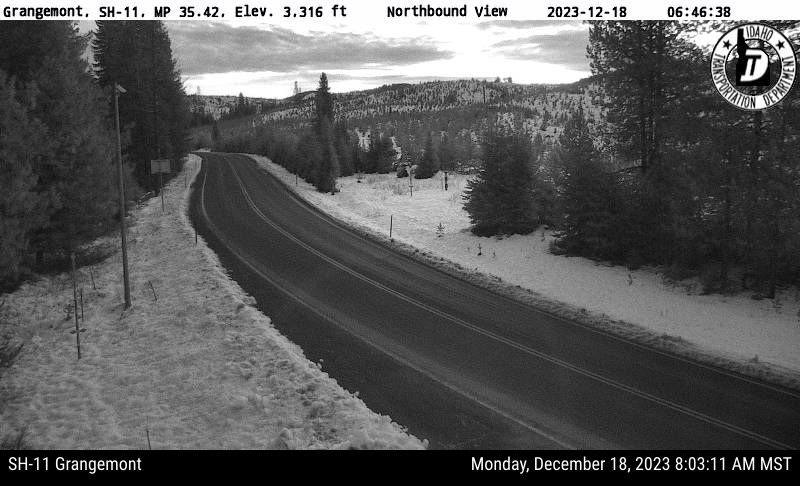 Grangemont, SH-11, MP 35.42, Elev. 3,316 ft Northbound View 2023-12-18 06:46:38
IDAHO
TRANSPORTATION DEPARTMENT
SH-11 Grangemont Monday, December 18, 2023 8:03:11 AM MST